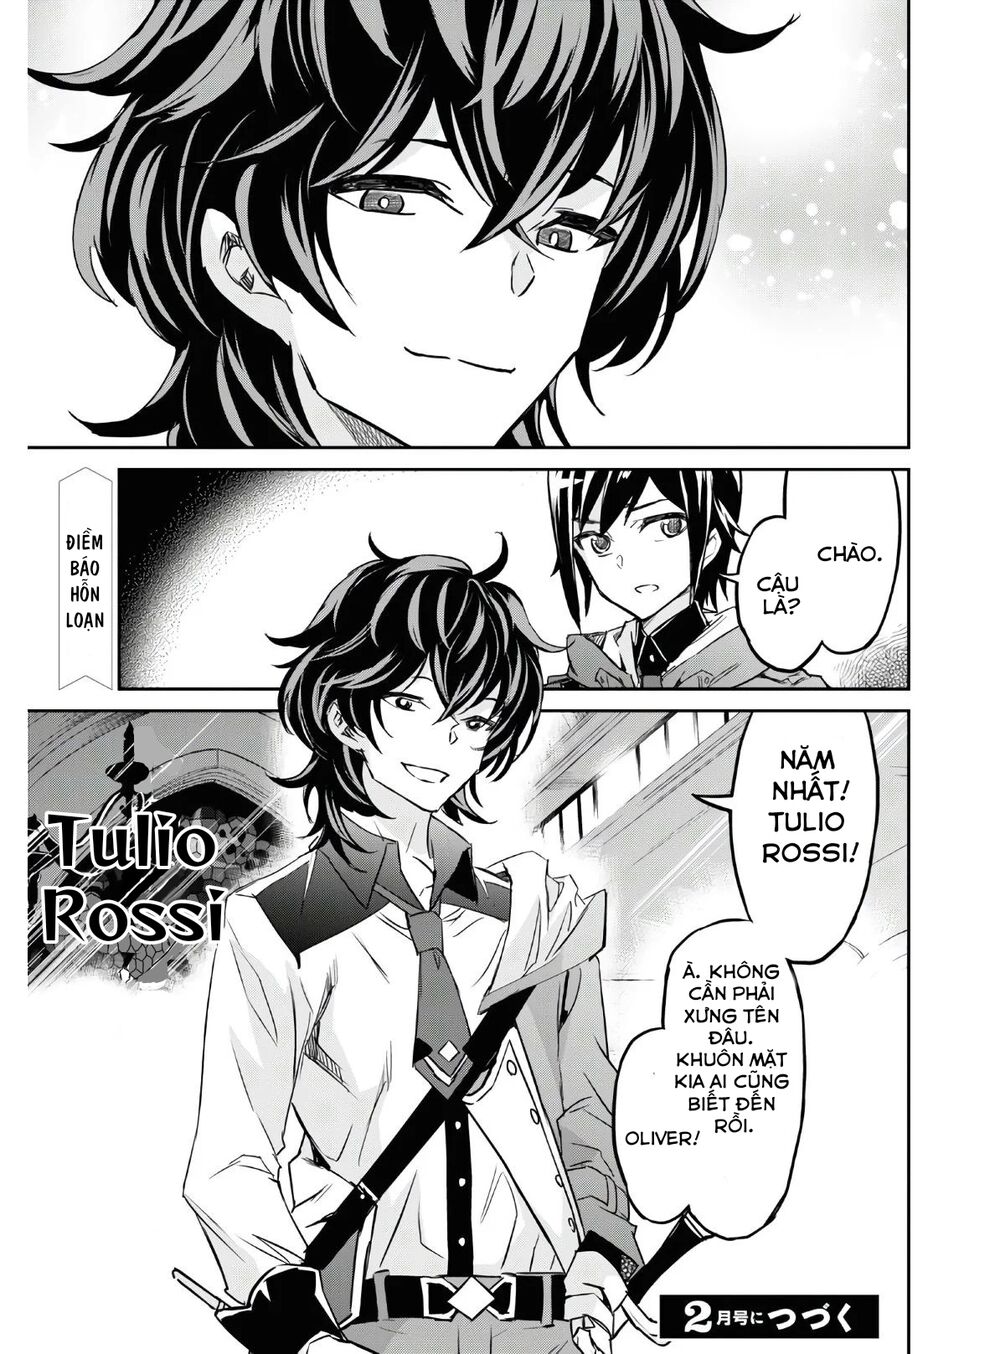 CHÀO.
CẬU
LÀ?
ĐIỀM
BÁO
HỖN
LOẠN
NĂM
NHẤT!
TULIO
ROSSI!
Tulio
Rossi
À. KHÔNG
CẦN PHẢI
XƯNG TÊN
ĐÂU.
KHUÔN MẶT
KIA AI CŨNG
BIẾT ĐẾN
RỒI.
OLIVER!
2月号につづく